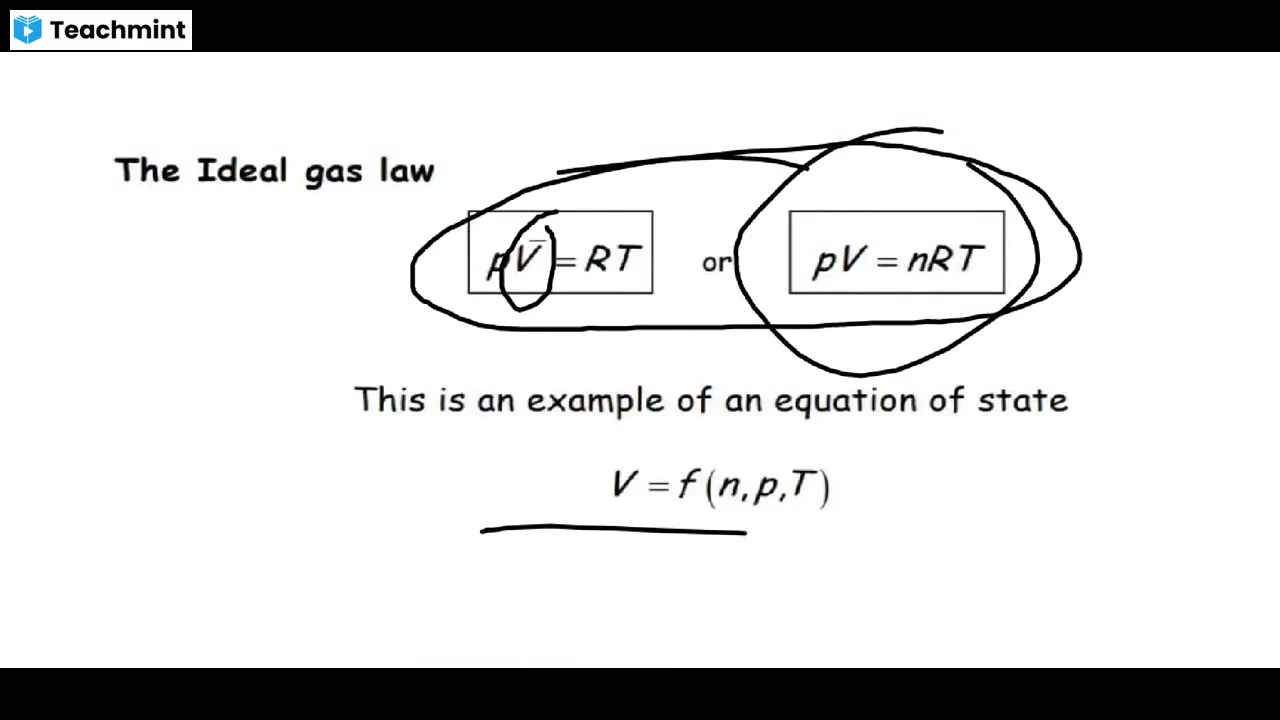 Teachmint
The Ideal gas law
pV̅ = RT or pV = nRT
This is an example of an equation of state
V = f(n,p,T)